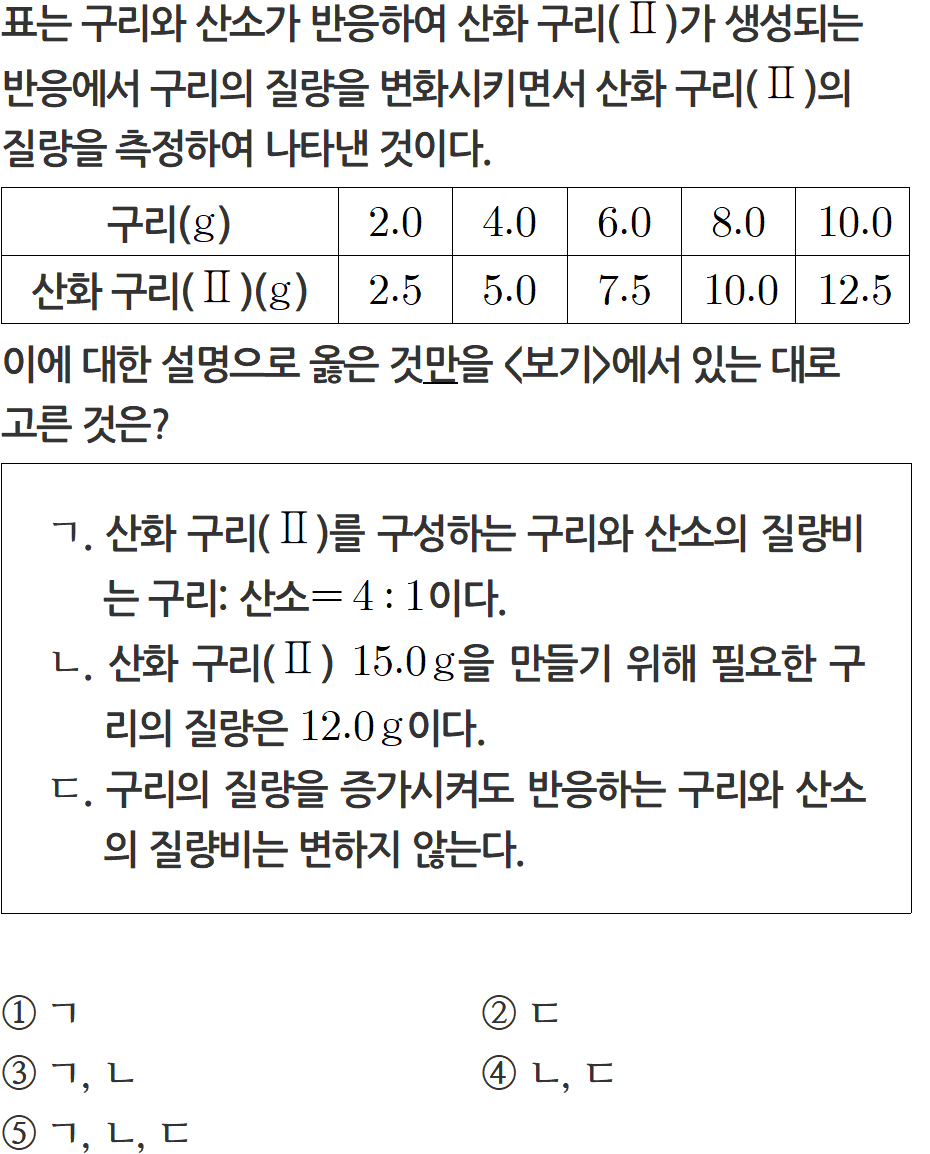 표는 구리와 산소가 반응하여 산화 구리(Ⅱ)가 생성되는
반응에서 구리의 질량을 변화시키면서 산화 구리(Ⅱ)의
질량을 측정하여 나타낸 것이다.
구리(g) 2.0 4.0 6.0 8.0 10.0
산화 구리(Ⅱ)(g) 2.5 5.0 7.5 10.0 12.5
이에 대한 설명으로 옳은 것만을 <보기>에서 있는 대로
고른 것은?
ㄱ. 산화 구리(Ⅱ)를 구성하는 구리와 산소의 질량비
는 구리: 산소= 4 : 1이다.
ㄴ. 산화 구리(Ⅱ) 15.0 g을 만들기 위해 필요한 구
리의 질량은 12.0 g이다.
ㄷ. 구리의 질량을 증가시켜도 반응하는 구리와 산소
의 질량비는 변하지 않는다.
① ㄱ ② ㄷ
③ ㄱ, ㄴ ④ ㄴ, ㄷ
⑤ ㄱ, ㄴ, ㄷ